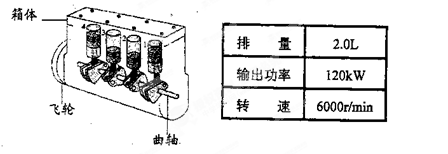 箱体
飞轮
曲轴
排 量 2.0L
输出功率 120kW
转 速 6000r/min